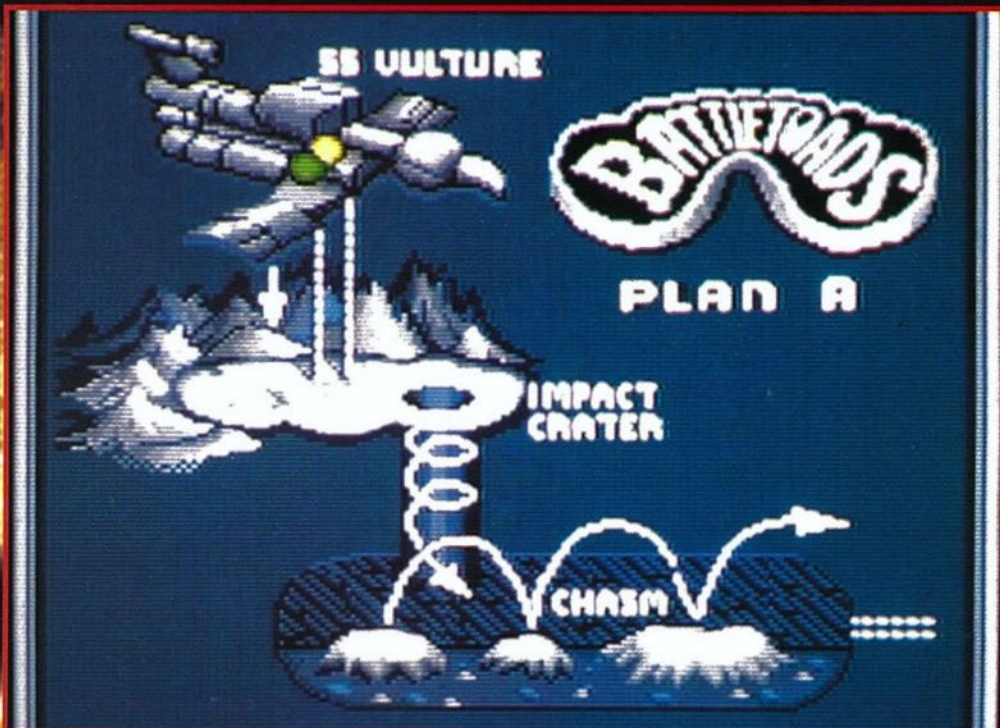 SS VULTURE
BATTLETOADS
PLAN A
IMPACT
CRATER
CHASM